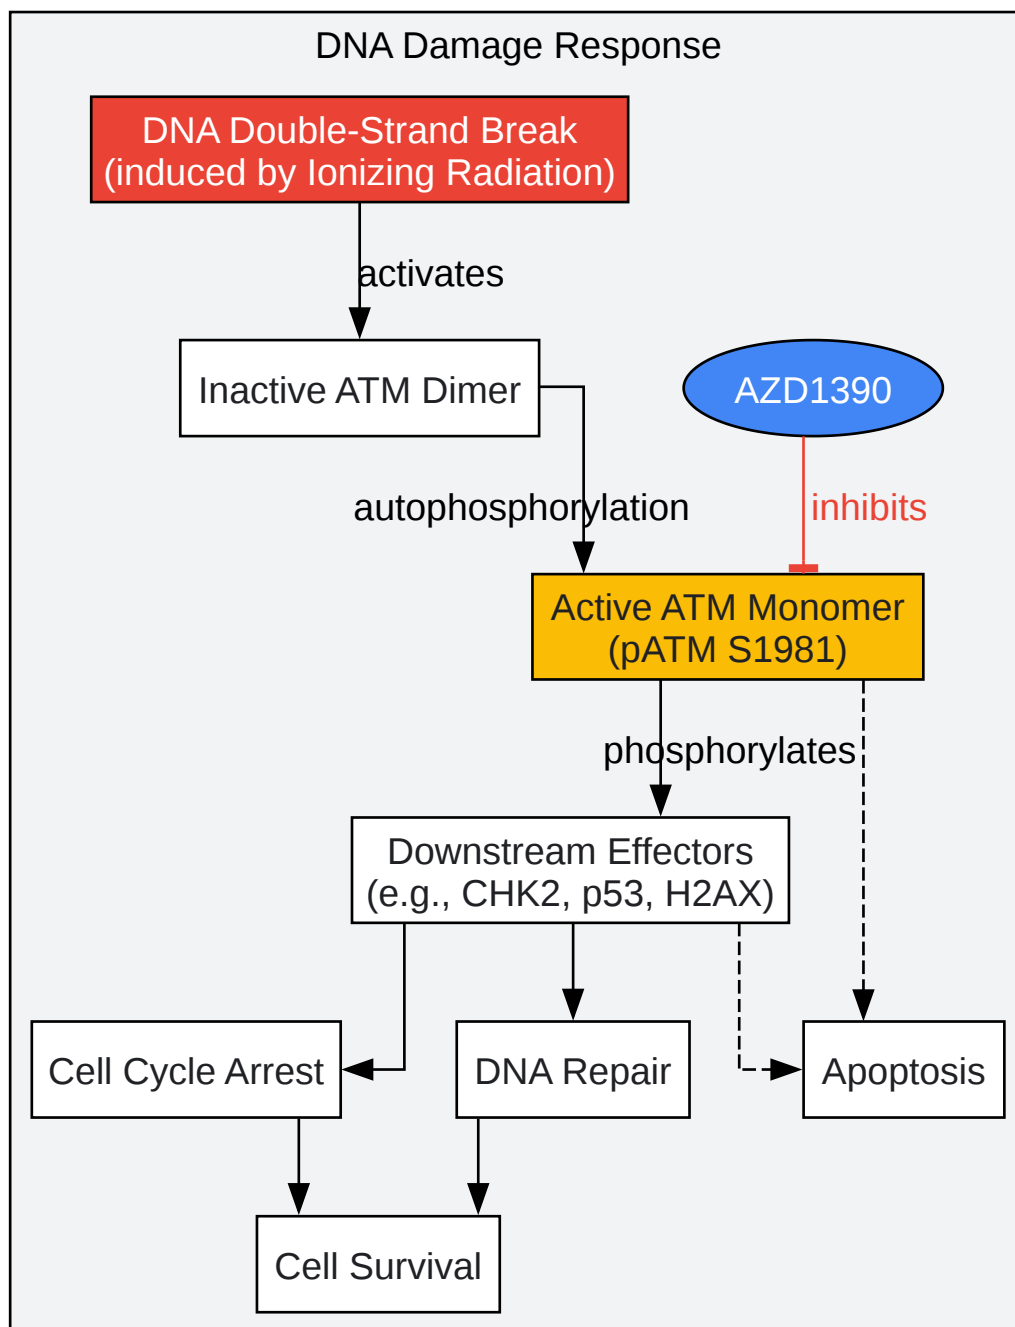 DNA Damage Response
DNA Double-Strand Break
(induced by Ionizing Radiation)
activates
Inactive ATM Dimer
AZD1390
autophosphorylation
inhibits
Active ATM Monomer
(pATM S1981)
phosphorylates
Downstream Effectors
(e.g., CHK2, p53, H2AX)
Cell Cycle Arrest
DNA Repair
Apoptosis
Cell Survival